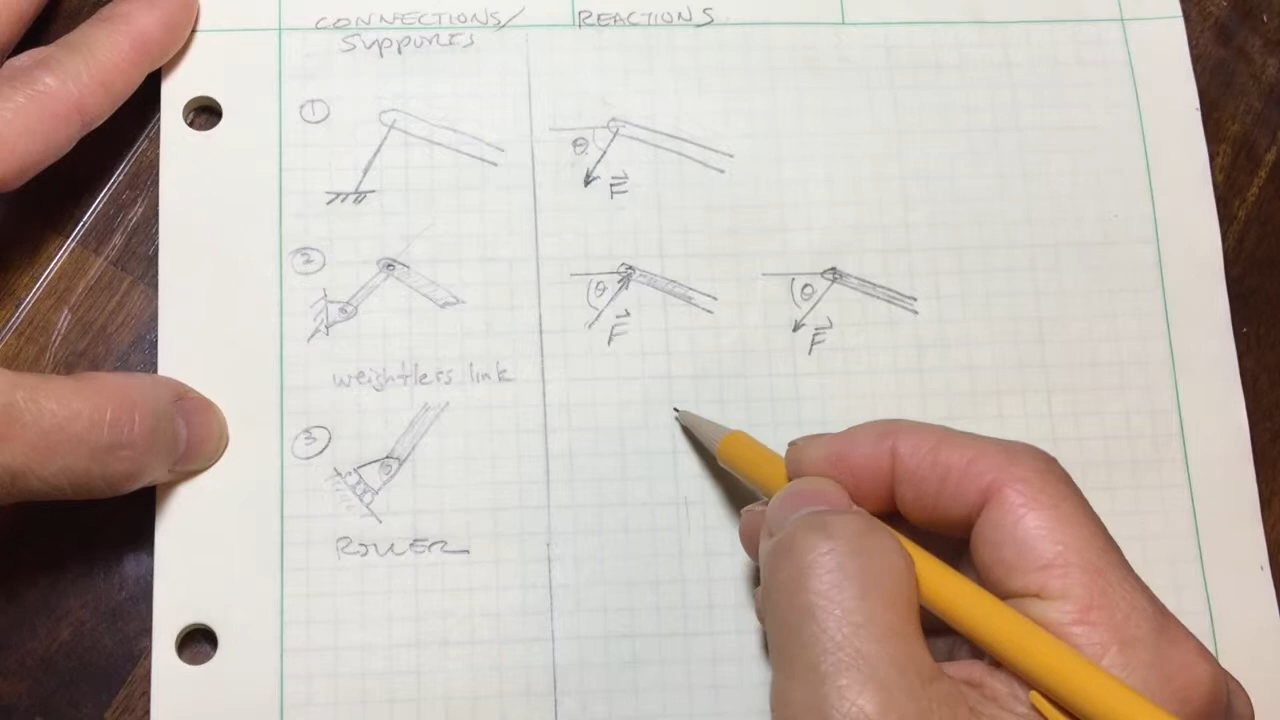 CONNECTIONS/ REACTIONS
SUPPORTS
①
θ
F⃗
②
θ θ
F⃗ F⃗
weightless link
③
ROLLER